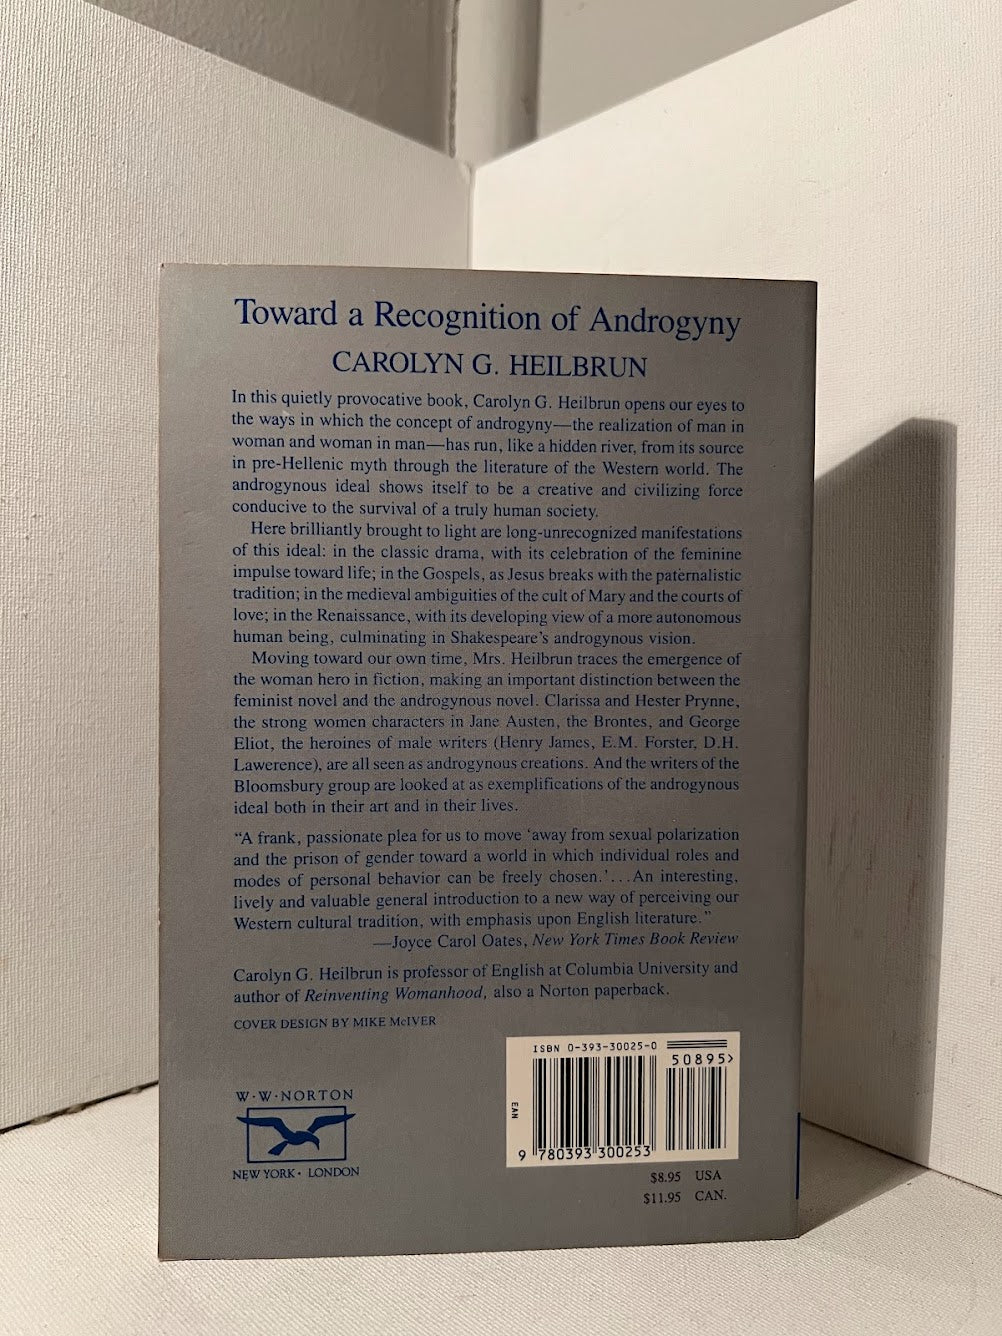 Toward a Recognition of Androgyny
CAROLYN G. HEILBRUN
In this quietly provocative book, Carolyn G. Heilbrun opens our eyes to
the ways in which the concept of androgyny—the realization of man in
woman and woman in man—has run, like a hidden river, from its source
in pre-Hellenic myth through the literature of the Western world. The
androgynous ideal shows itself to be a creative and civilizing force
conducive to the survival of a truly human society.
Here brilliantly brought to light are long-unrecognized manifestations
of this ideal: in the classic drama, with its celebration of the feminine
impulse toward life; in the Gospels, as Jesus breaks with the paternalistic
tradition; in the medieval ambiguities of the cult of Mary and the courts of
love; in the Renaissance, with its developing view of a more autonomous
human being, culminating in Shakespeare's androgynous vision.
Moving toward our own time, Mrs. Heilbrun traces the emergence of
the woman hero in fiction, making an important distinction between the
feminist novel and the androgynous novel. Clarissa and Hester Prynne,
the strong women characters in Jane Austen, the Brontes, and George
Eliot, the heroines of male writers (Henry James, E.M. Forster, D.H.
Lawerence), are all seen as androgynous creations. And the writers of the
Bloomsbury group are looked at as exemplifications of the androgynous
ideal both in their art and in their lives.
"A frank, passionate plea for us to move 'away from sexual polarization
and the prison of gender toward a world in which individual roles and
modes of personal behavior can be freely chosen.'...An interesting,
lively and valuable general introduction to a new way of perceiving our
Western cultural tradition, with emphasis upon English literature."
—Joyce Carol Oates, New York Times Book Review
Carolyn G. Heilbrun is professor of English at Columbia University and
author of Reinventing Womanhood, also a Norton paperback.
COVER DESIGN BY MIKE McIVER
W·W·NORTON
NEW YORK · LONDON
ISBN 0-393-30025-0
50895>
EAN
9 780393 300253
$8.95 USA
$11.95 CAN.